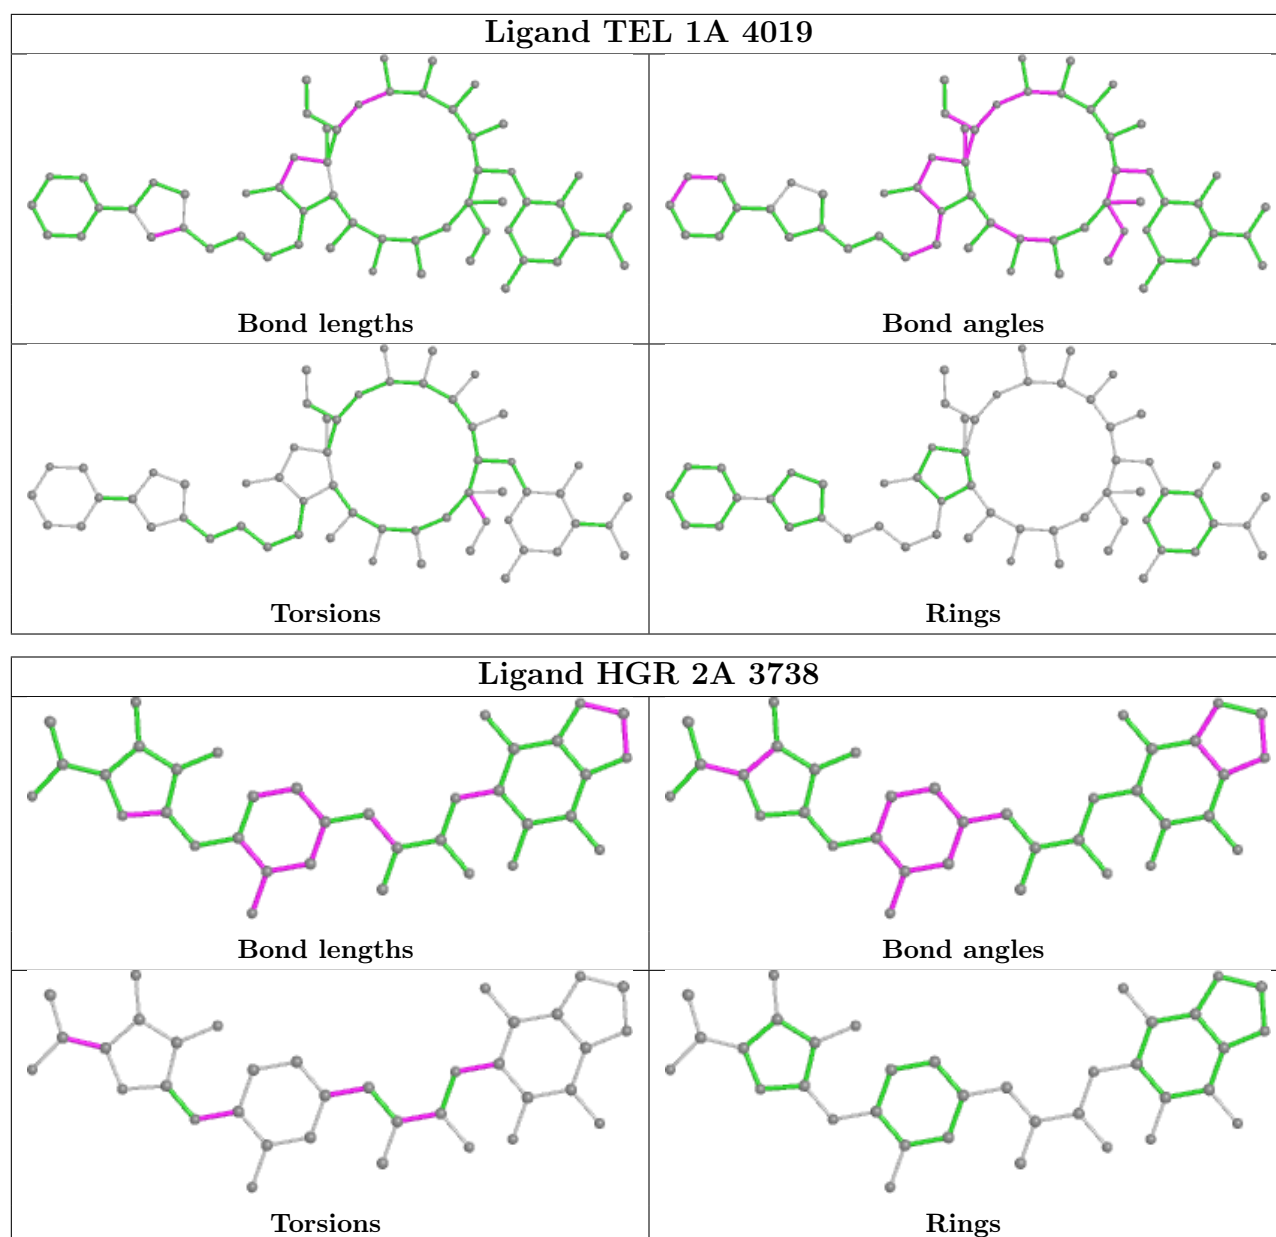 Ligand TEL 1A 4019
Bond lengths
Bond angles
Torsions
Rings
Ligand HGR 2A 3738
Bond lengths
Bond angles
Torsions
Rings